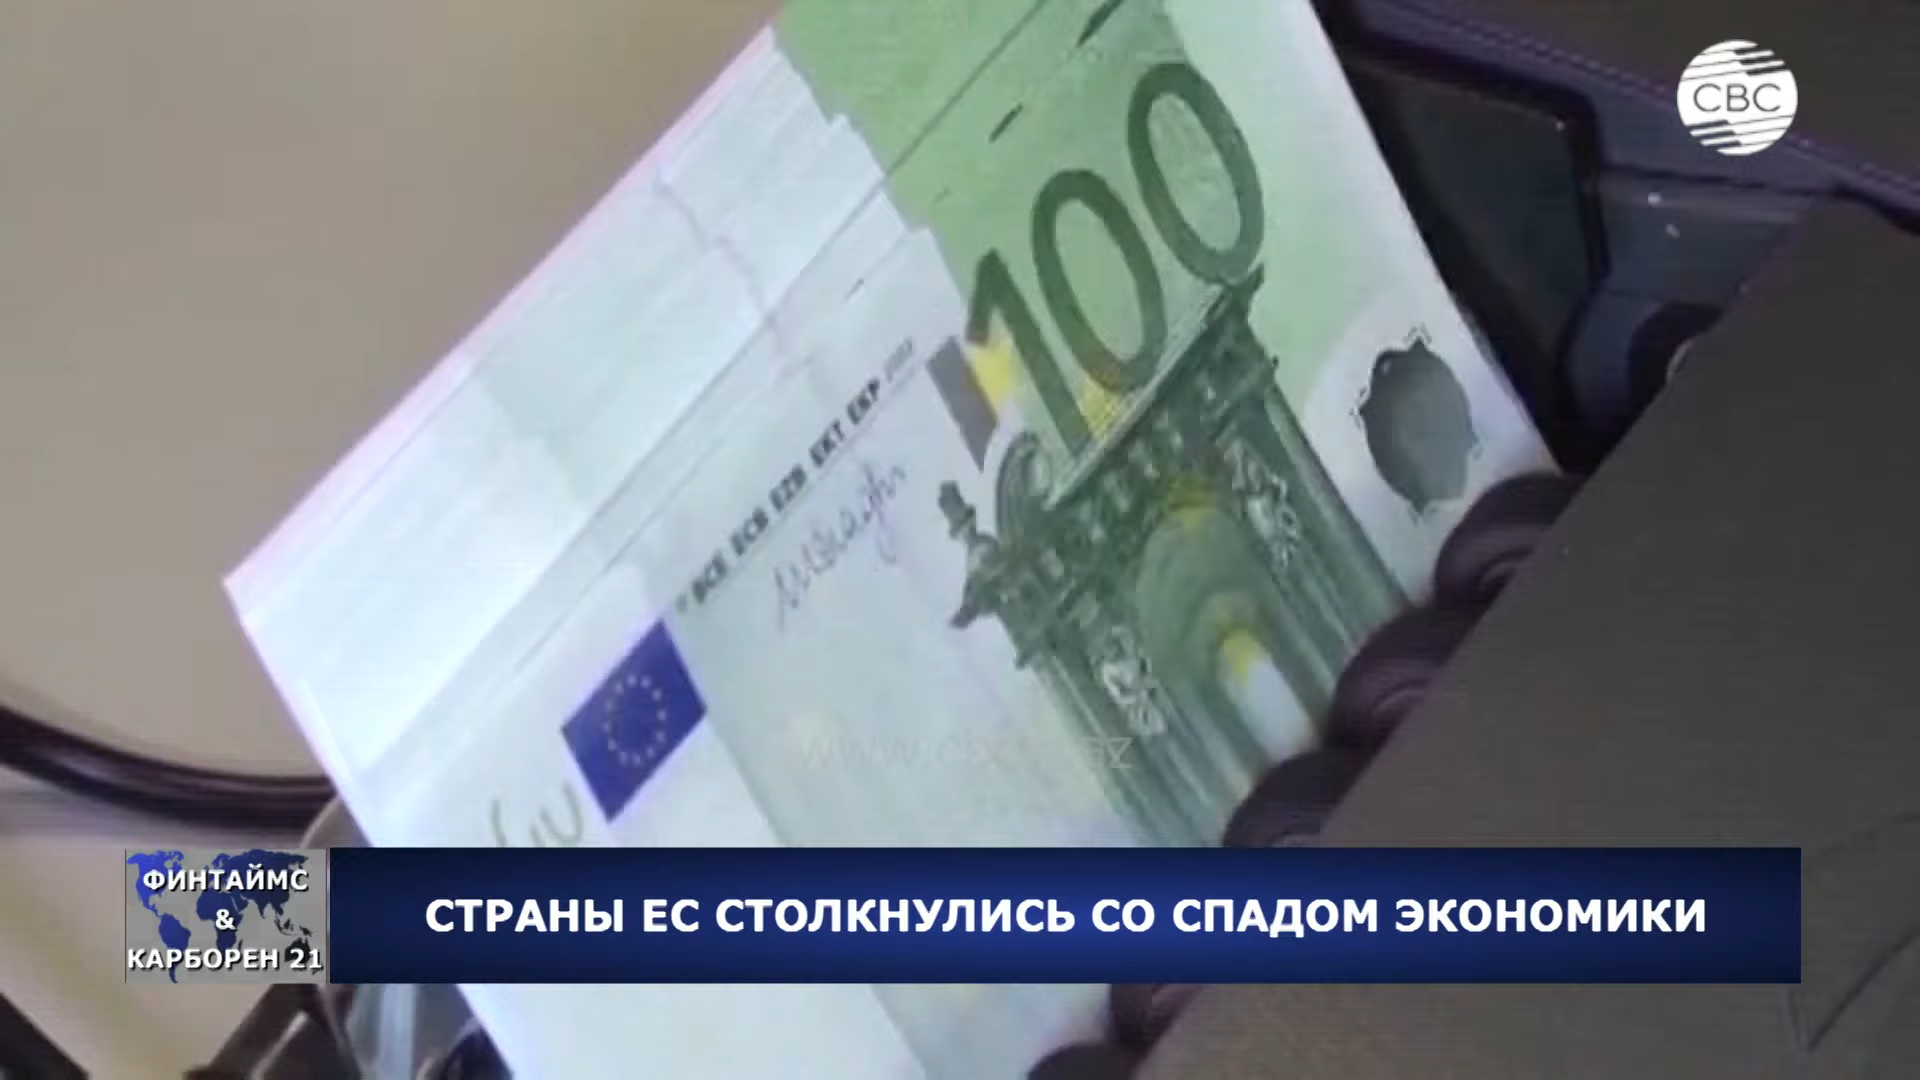 CBC
100
BCE ECB EZB EKT EKP
ФИНТАЙМС
&
КАРБОРЕН 21
СТРАНЫ ЕС СТОЛКНУЛИСЬ СО СПАДОМ ЭКОНОМИКИ